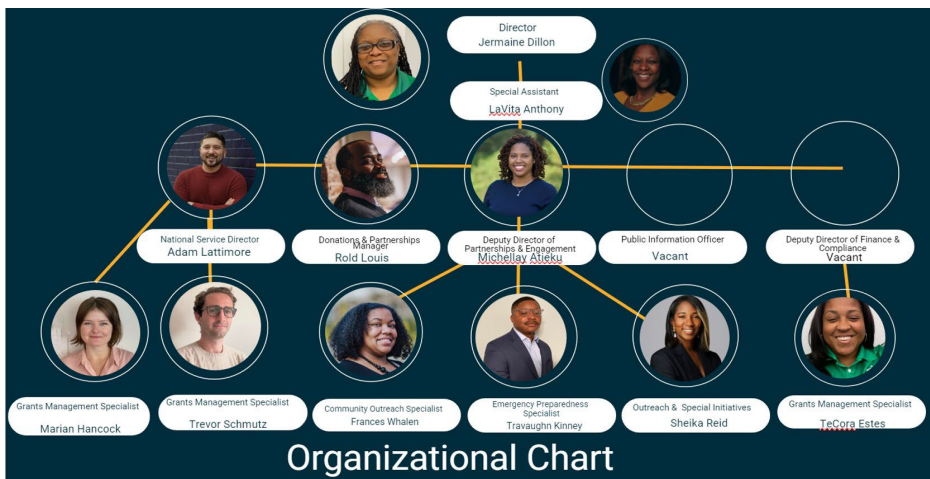 Director
Jermaine Dillon
Special Assistant
LaVita Anthony
National Service Director
Adam Lattimore
Donations & Partnerships
Manager
Rold Louis
Deputy Director of
Partnerships & Engagement
Michellay Atieku
Public Information Officer
Vacant
Deputy Director of Finance &
Compliance
Vacant
Grants Management Specialist
Marian Hancock
Grants Management Specialist
Trevor Schmutz
Community Outreach Specialist
Frances Whalen
Emergency Preparedness
Specialist
Travaughn Kinney
Outreach & Special Initiatives
Sheika Reid
Grants Management Specialist
TeCora Estes
Organizational Chart